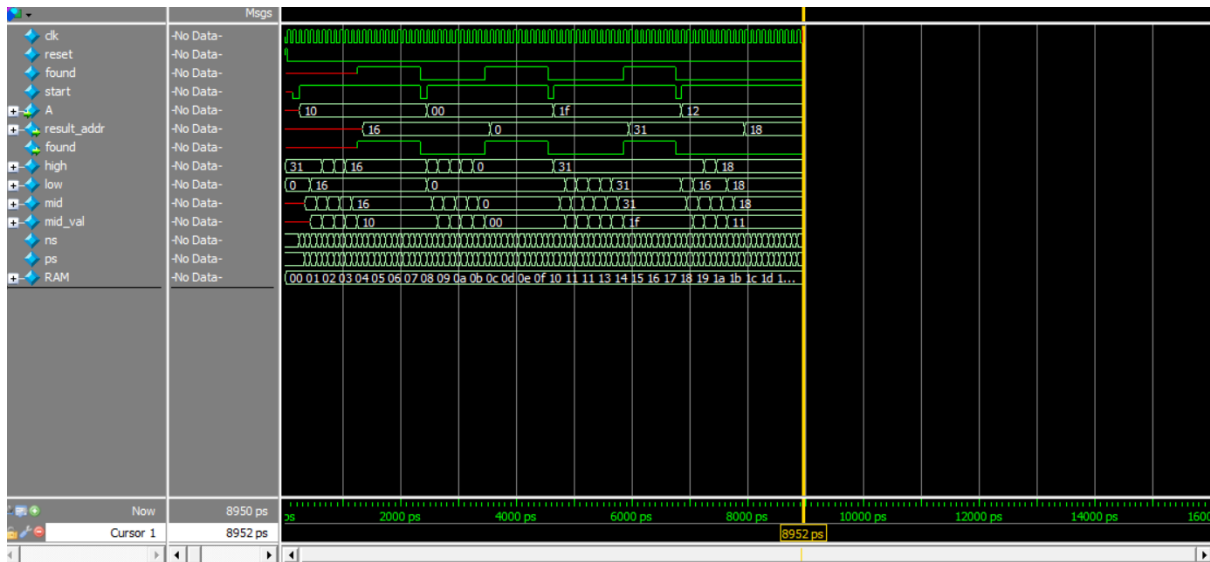 Msgs
clk -No Data-
reset -No Data-
found -No Data-
start -No Data-
A -No Data- 10 00 1f 12
result_addr -No Data- 16 0 31 18
found -No Data-
high -No Data- 31 16 0 31 18
low -No Data- 0 16 0 31 16 18
mid -No Data- 16 0 31 18
mid_val -No Data- 10 00 1f 11
ns -No Data-
ps -No Data-
RAM -No Data- 00 01 02 03 04 05 06 07 08 09 0a 0b 0c 0d 0e 0f 10 11 11 13 14 15 16 17 18 19 1a 1b 1c 1d 1...
Now 8950 ps ps 2000 ps 4000 ps 6000 ps 8000 ps 10000 ps 12000 ps 14000 ps 1600
Cursor 1 8952 ps 8952 ps